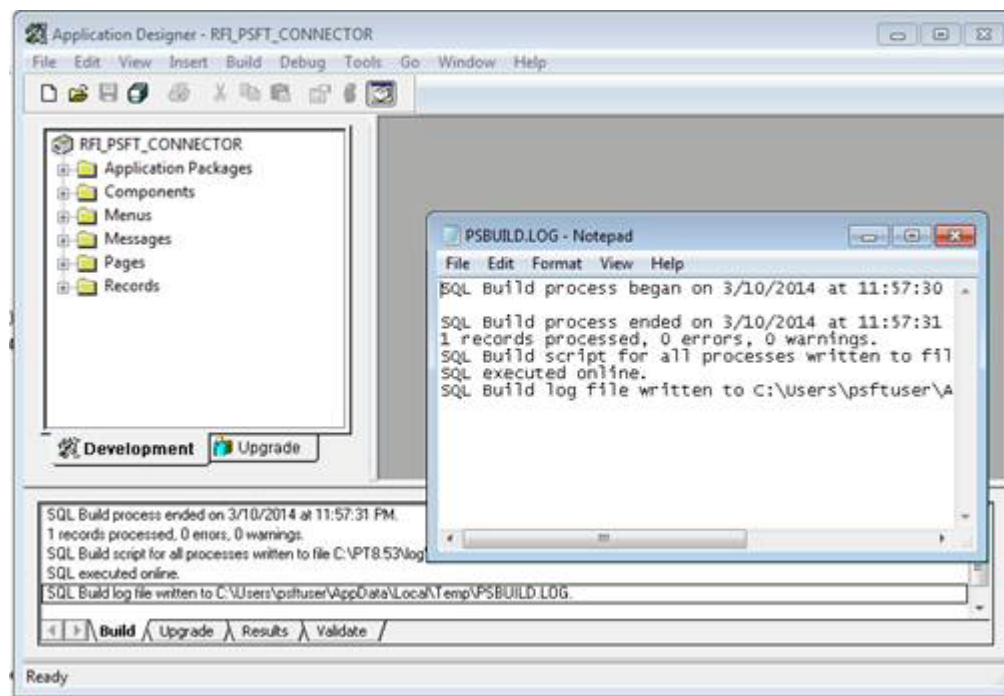 Application Designer - RFI_PSFT_CONNECTOR
File Edit View Insert Build Debug Tools Go Window Help
RFI_PSFT_CONNECTOR
Application Packages
Components
Menus
Messages
Pages
Records
Development Upgrade
PSBUILD.LOG - Notepad
File Edit Format View Help
SQL Build process began on 3/10/2014 at 11:57:30
SQL Build process ended on 3/10/2014 at 11:57:31
1 records processed, 0 errors, 0 warnings.
SQL Build script for all processes written to fil
SQL executed online.
SQL Build log file written to C:\Users\psftuser\A
SQL Build process ended on 3/10/2014 at 11:57:31 PM.
1 records processed, 0 errors, 0 warnings.
SQL Build script for all processes written to file C:\PT8.53\log\
SQL executed online.
SQL Build log file written to C:\Users\psftuser\AppData\Local\Temp\PSBUILD.LOG.
Build Upgrade Results Validate
Ready